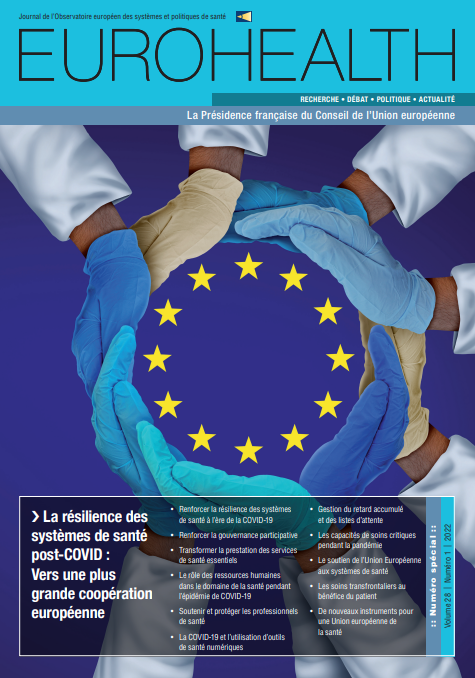 Journal de l'Observatoire européen des systèmes et politiques de santé
EUROHEALTH
RECHERCHE • DÉBAT • POLITIQUE • ACTUALITÉ
La Présidence française du Conseil de l'Union européenne
❯ La résilience des
systèmes de santé
post-COVID :
Vers une plus
grande coopération
européenne
• Renforcer la résilience des systèmes
de santé à l'ère de la COVID-19
• Renforcer la gouvernance participative
• Transformer la prestation des services
de santé essentiels
• Le rôle des ressources humaines
dans le domaine de la santé pendant
l'épidémie de COVID-19
• Soutenir et protéger les professionnels
de santé
• La COVID-19 et l'utilisation d'outils
de santé numériques
• Gestion du retard accumulé
et des listes d'attente
• Les capacités de soins critiques
pendant la pandémie
• Le soutien de l'Union Européenne
aux systèmes de santé
• Les soins transfrontaliers au
bénéfice du patient
• De nouveaux instruments pour
une Union européenne de
la santé
:: Numéro spécial ::
Volume 28 | Numéro 1 | 2022